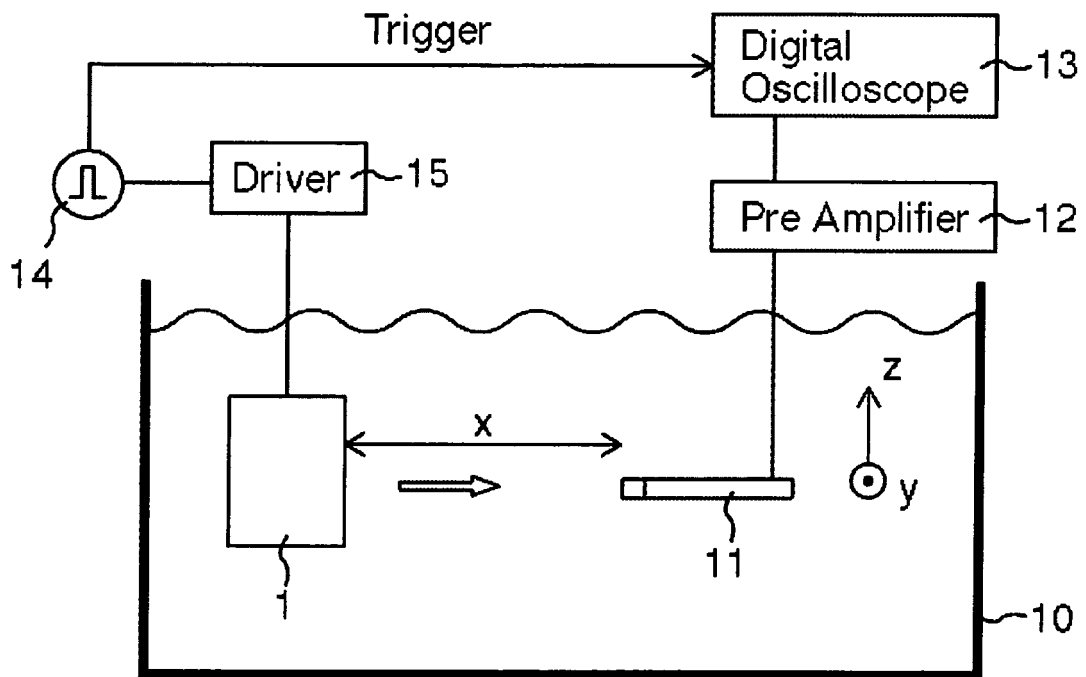 Trigger
Digital
Oscilloscope
13
Driver
15
14
Pre Amplifier
12
x
z
y
1
11
10